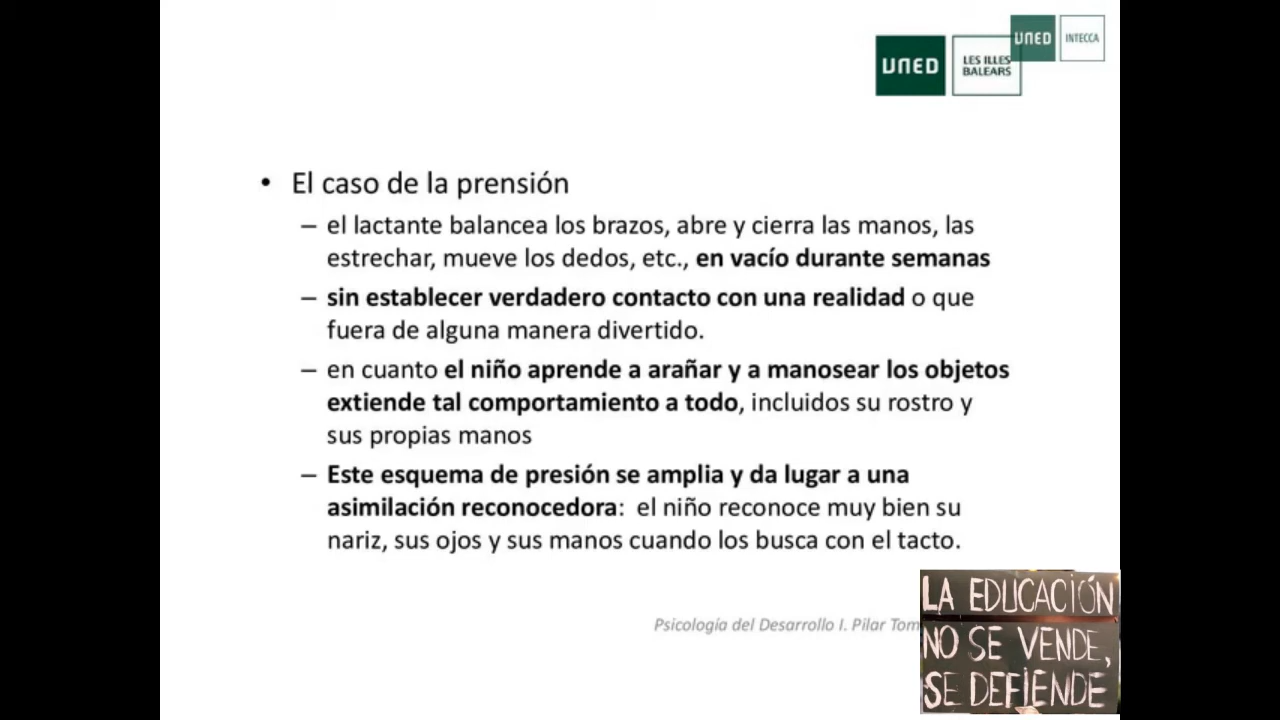 UNED
INTECCA
UNED
LES ILLES
BALEARS
• El caso de la prensión
– el lactante balancea los brazos, abre y cierra las manos, las
estrechar, mueve los dedos, etc., en vacío durante semanas
– sin establecer verdadero contacto con una realidad o que
fuera de alguna manera divertido.
– en cuanto el niño aprende a arañar y a manosear los objetos
extiende tal comportamiento a todo, incluidos su rostro y
sus propias manos
– Este esquema de presión se amplia y da lugar a una
asimilación reconocedora: el niño reconoce muy bien su
nariz, sus ojos y sus manos cuando los busca con el tacto.
Psicología del Desarrollo I. Pilar Tom
LA EDUCACIÓN
NO SE VENDE,
SE DEFIENDE